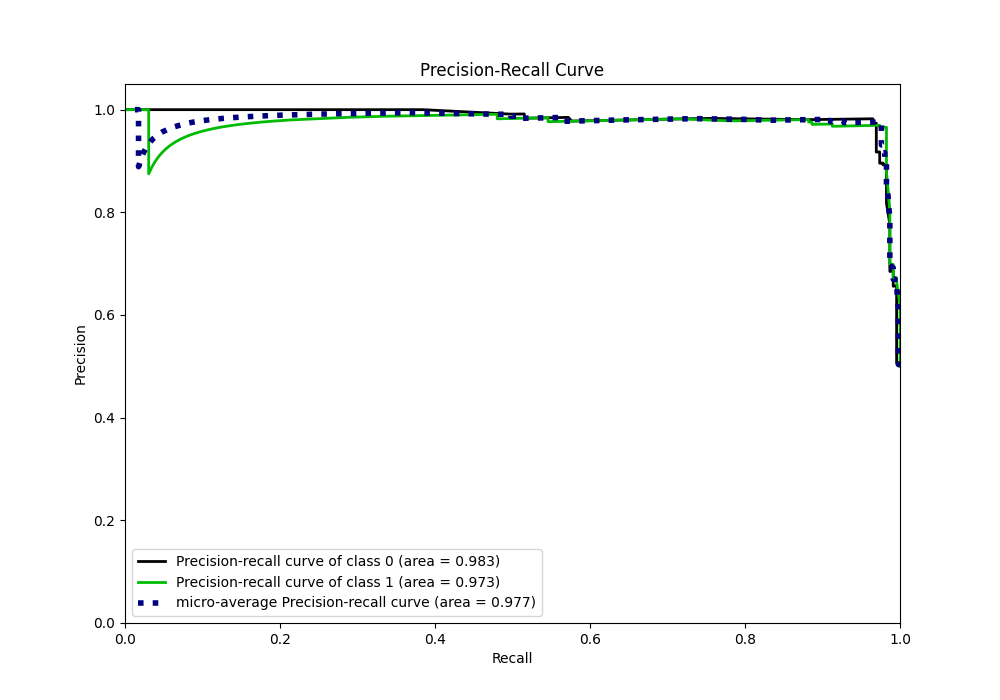 Precision-Recall Curve
1.0
0.8
0.6
0.4
0.2
0.0
Precision
Precision-recall curve of class 0 (area = 0.983)
Precision-recall curve of class 1 (area = 0.973)
micro-average Precision-recall curve (area = 0.977)
0.0 0.2 0.4 0.6 0.8 1.0
Recall